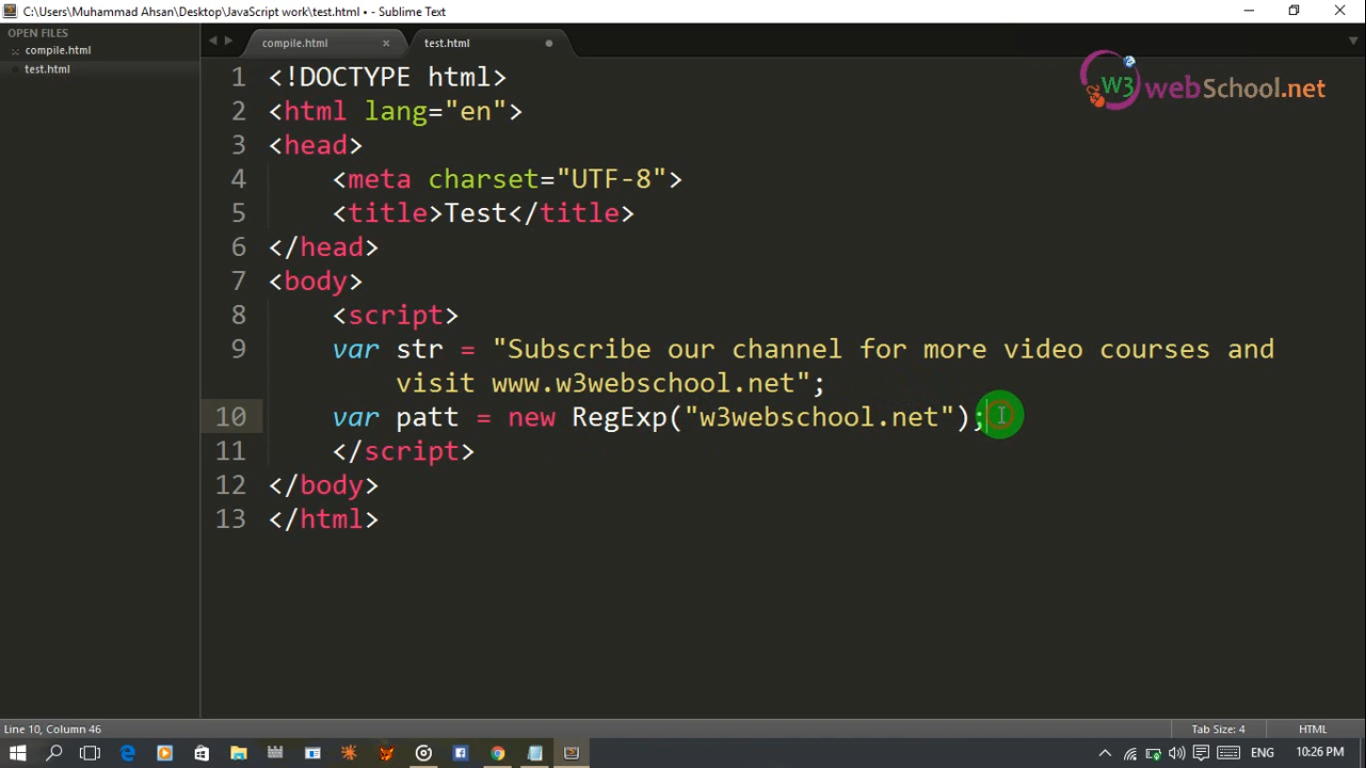 C:\Users\Muhammad Ahsan\Desktop\JavaScript work\test.html • - Sublime Text
OPEN FILES
compile.html
test.html
compile.html
test.html
W3 webSchool.net
1 <!DOCTYPE html>
2 <html lang="en">
3 <head>
4 <meta charset="UTF-8">
5 <title>Test</title>
6 </head>
7 <body>
8 <script>
9 var str = "Subscribe our channel for more video courses and
visit www.w3webschool.net";
10 var patt = new RegExp("w3webschool.net");
11 </script>
12 </body>
13 </html>
Line 10, Column 46
Tab Size: 4
HTML
ENG
10:26 PM